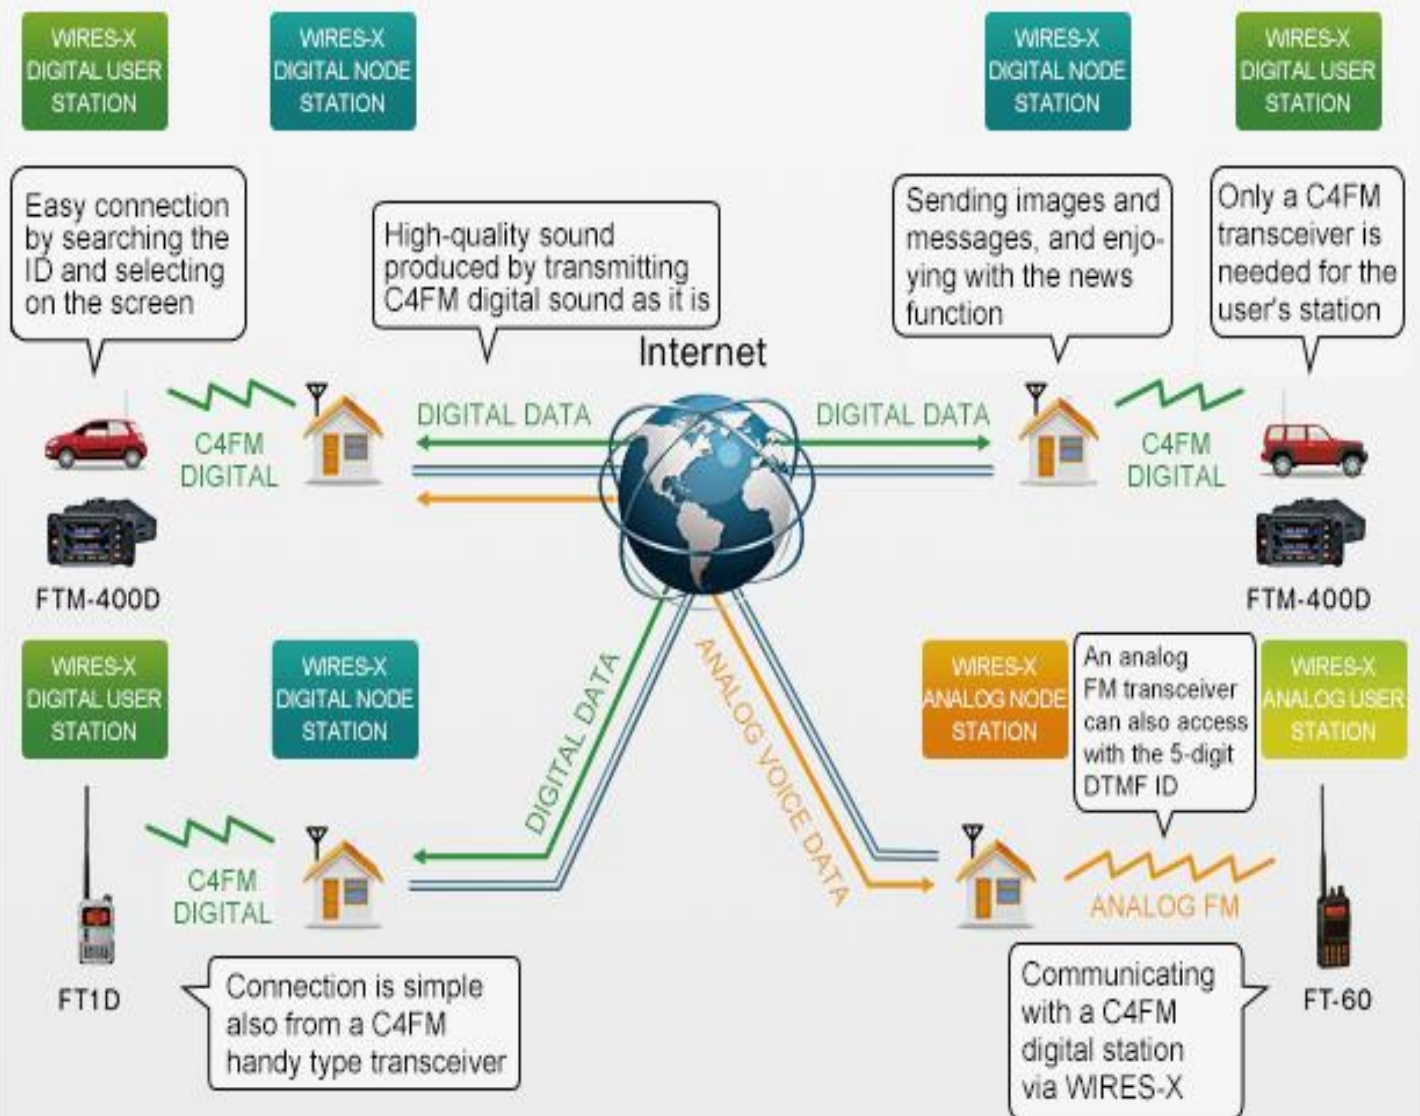 WIRES-X
DIGITAL USER
STATION
WIRES-X
DIGITAL NODE
STATION
WIRES-X
DIGITAL NODE
STATION
WIRES-X
DIGITAL USER
STATION
Easy connection
by searching the
ID and selecting
on the screen
High-quality sound
produced by transmitting
C4FM digital sound as it is
Sending images and
messages, and enjo-
ying with the news
function
Only a C4FM
transceiver is
needed for the
user's station
Internet
C4FM
DIGITAL
DIGITAL DATA
DIGITAL DATA
C4FM
DIGITAL
FTM-400D
FTM-400D
WIRES-X
DIGITAL USER
STATION
WIRES-X
DIGITAL NODE
STATION
DIGITAL DATA
ANALOG VOICE DATA
WIRES-X
ANALOG NODE
STATION
An analog
FM transceiver
can also access
with the 5-digit
DTMF ID
WIRES-X
ANALOG USER
STATION
C4FM
DIGITAL
ANALOG FM
FT1D
Connection is simple
also from a C4FM
handy type transceiver
Communicating
with a C4FM
digital station
via WIRES-X
FT-60